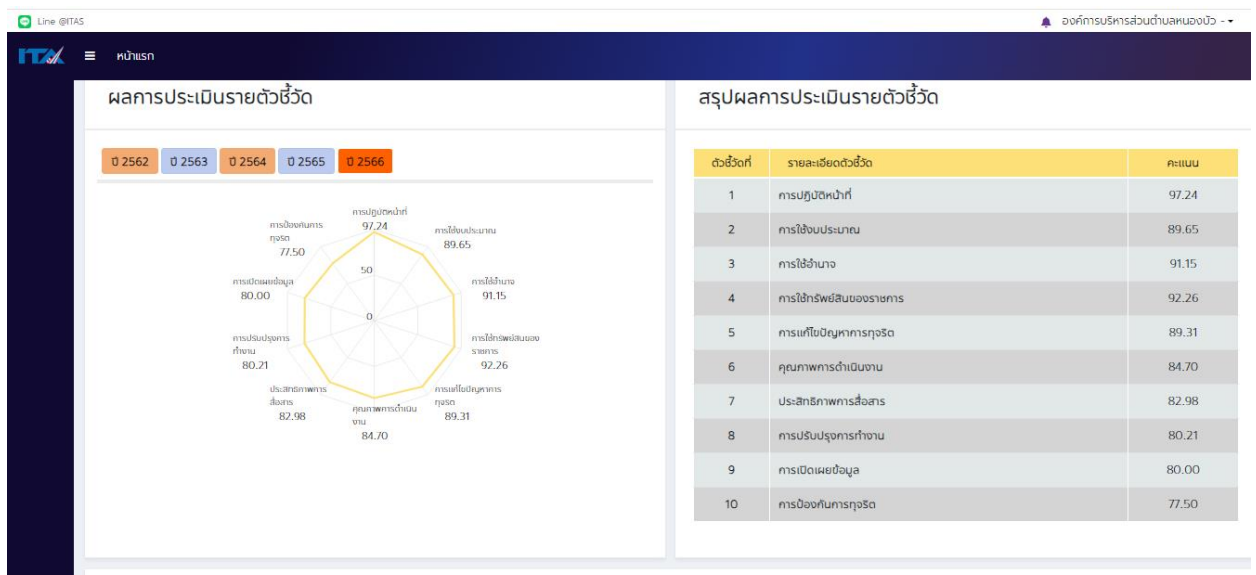 Line @ITAS
องค์การบริหารส่วนตำบลหนองบัว -
ITA
หน้าแรก
ผลการประเมินรายตัวชี้วัด
ปี 2562
ปี 2563
ปี 2564
ปี 2565
ปี 2566
การปฏิบัติหน้าที่
97.24
การใช้งบประมาณ
89.65
การใช้อำนาจ
91.15
การใช้ทรัพย์สินของ
ราชการ
92.26
การแก้ไขปัญหาการ
ทุจริต
89.31
คุณภาพการดำเนิน
งาน
84.70
ประสิทธิภาพการ
สื่อสาร
82.98
การปรับปรุงการ
ทำงาน
80.21
การเปิดเผยข้อมูล
80.00
การป้องกันการ
ทุจริต
77.50
50
0
สรุปผลการประเมินรายตัวชี้วัด
ตัวชี้วัดที่ รายละเอียดตัวชี้วัด คะแนน
1 การปฏิบัติหน้าที่ 97.24
2 การใช้งบประมาณ 89.65
3 การใช้อำนาจ 91.15
4 การใช้ทรัพย์สินของราชการ 92.26
5 การแก้ไขปัญหาการทุจริต 89.31
6 คุณภาพการดำเนินงาน 84.70
7 ประสิทธิภาพการสื่อสาร 82.98
8 การปรับปรุงการทำงาน 80.21
9 การเปิดเผยข้อมูล 80.00
10 การป้องกันการทุจริต 77.50